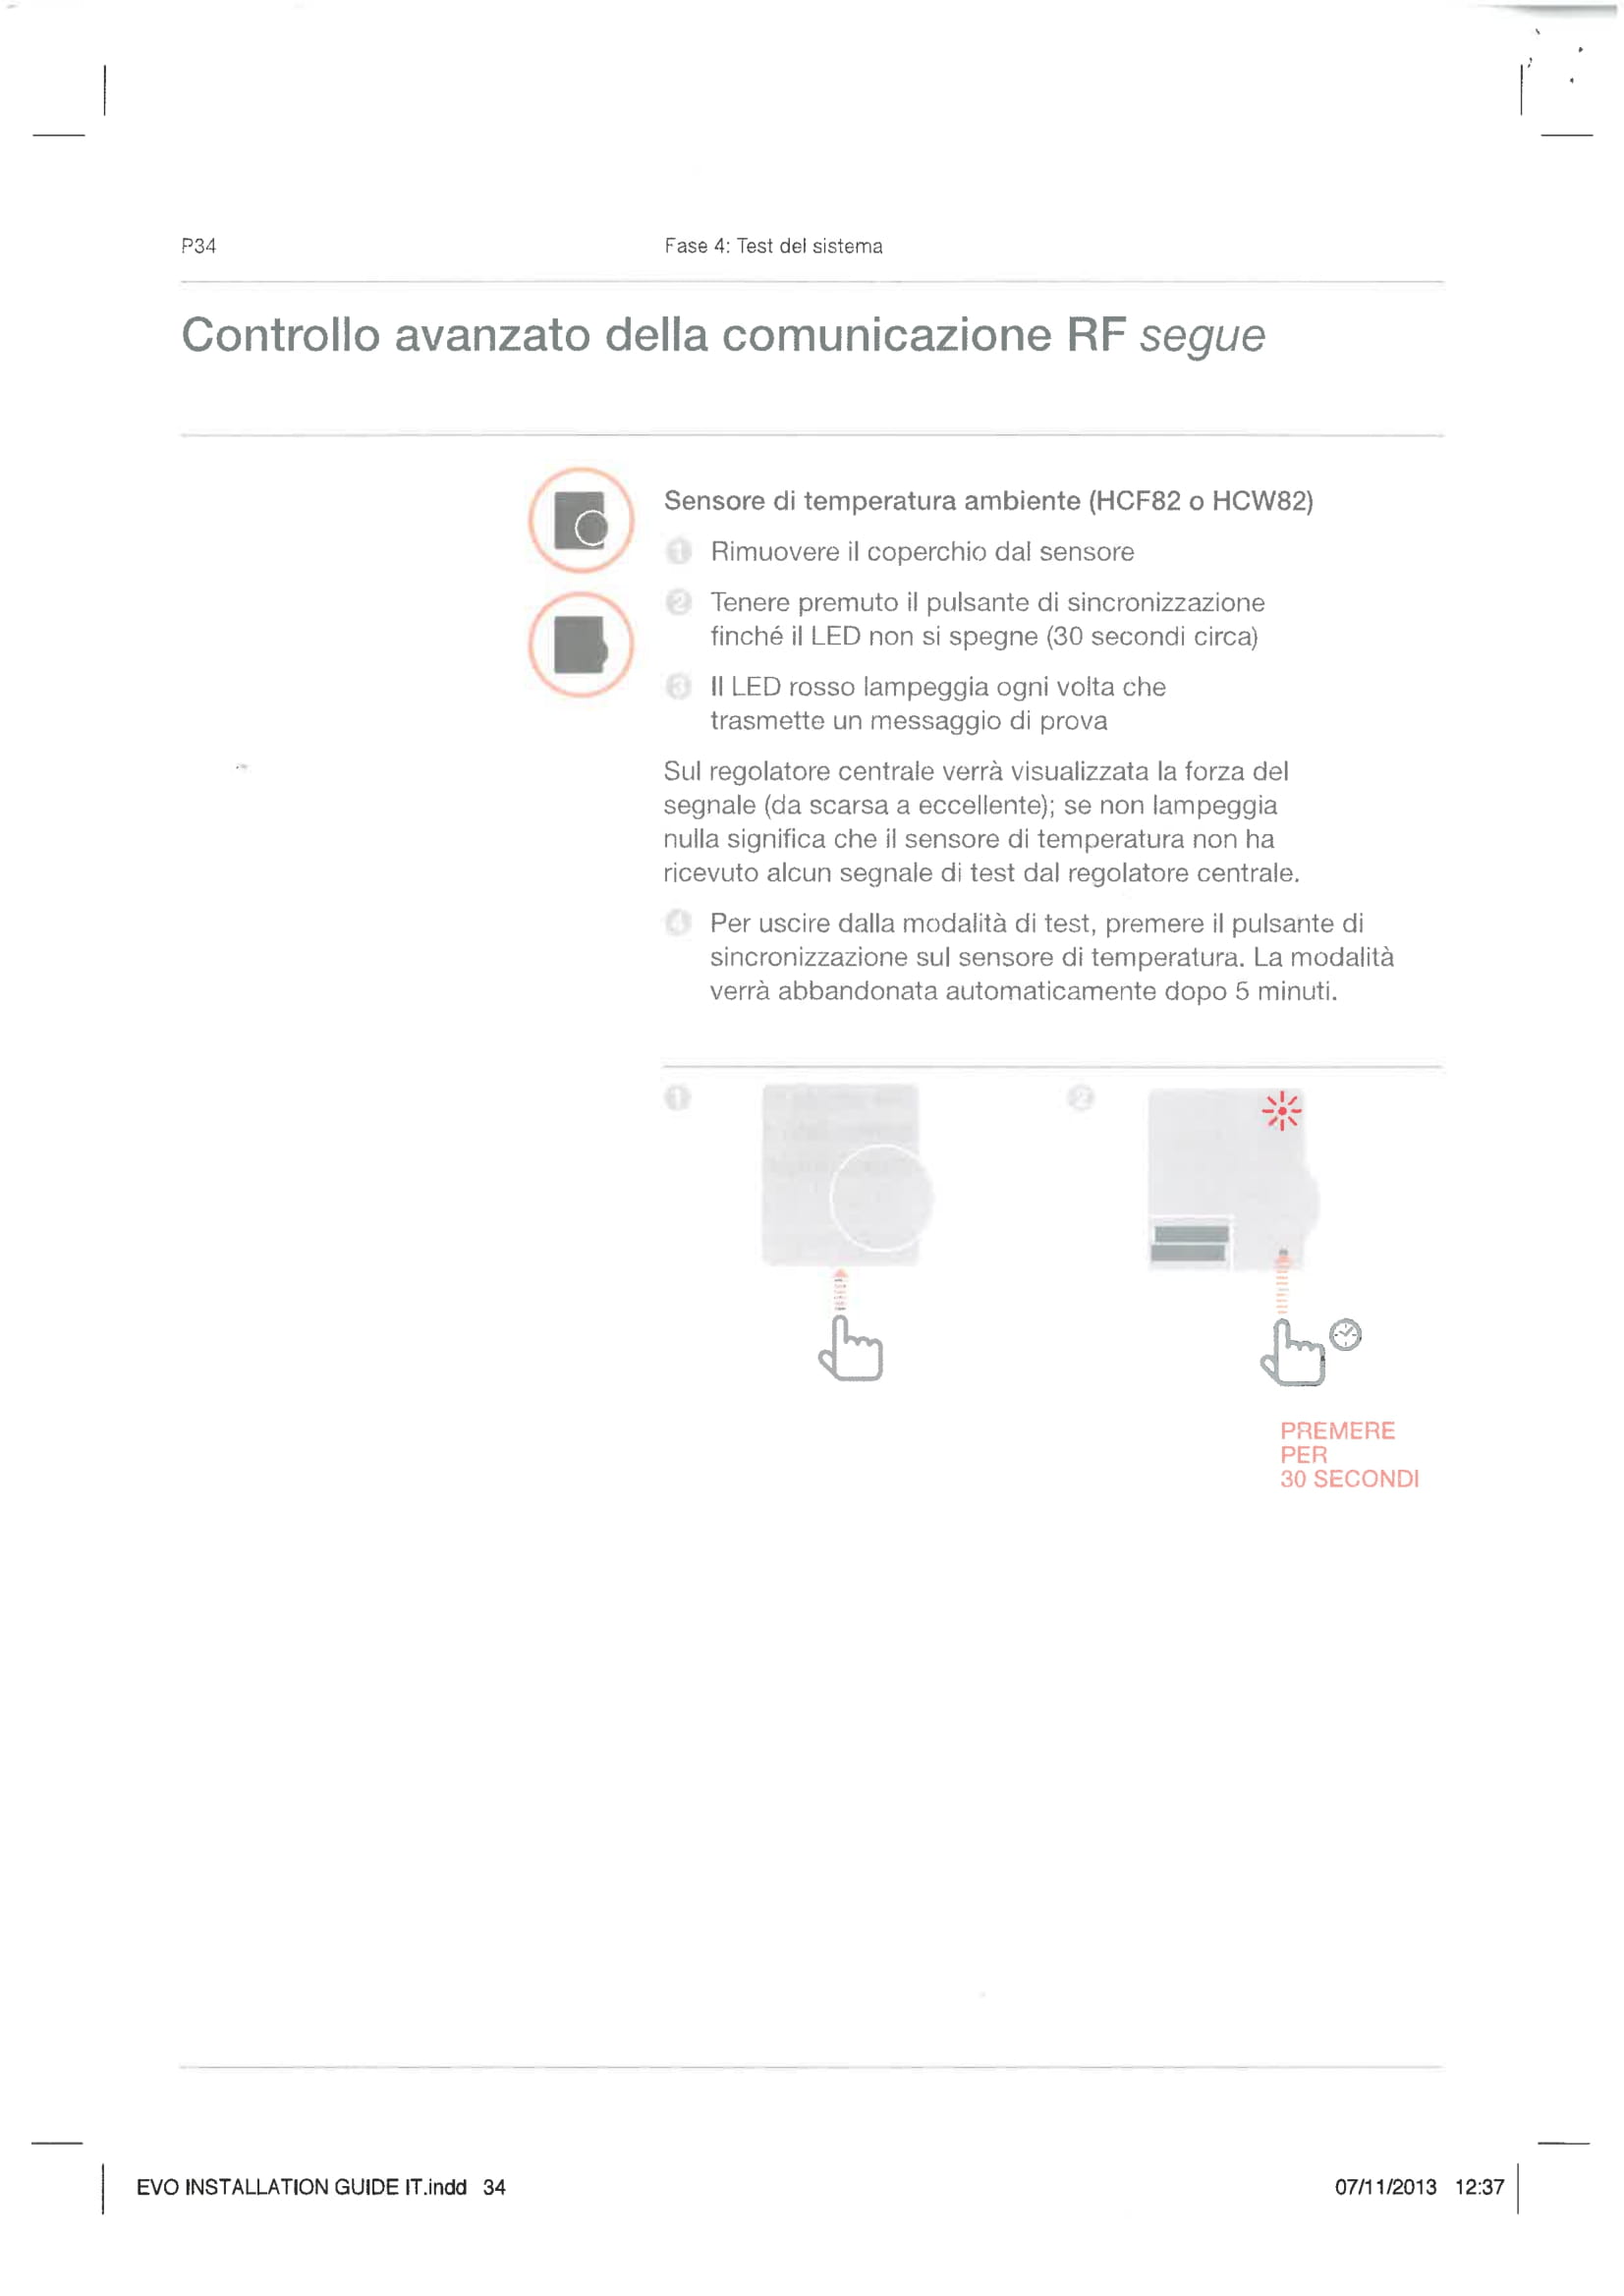 P34
Fase 4: Test del sistema
Controllo avanzato della comunicazione RF segue
Sensore di temperatura ambiente (HCF82 o HCW82)
1 Rimuovere il coperchio dal sensore
2 Tenere premuto il pulsante di sincronizzazione
finché il LED non si spegne (30 secondi circa)
3 Il LED rosso lampeggia ogni volta che
trasmette un messaggio di prova
Sul regolatore centrale verrà visualizzata la forza del
segnale (da scarsa a eccellente); se non lampeggia
nulla significa che il sensore di temperatura non ha
ricevuto alcun segnale di test dal regolatore centrale.
4 Per uscire dalla modalità di test, premere il pulsante di
sincronizzazione sul sensore di temperatura. La modalità
verrà abbandonata automaticamente dopo 5 minuti.
1
2
PREMERE
PER
30 SECONDI
EVO INSTALLATION GUIDE IT.indd 34
07/11/2013 12:37